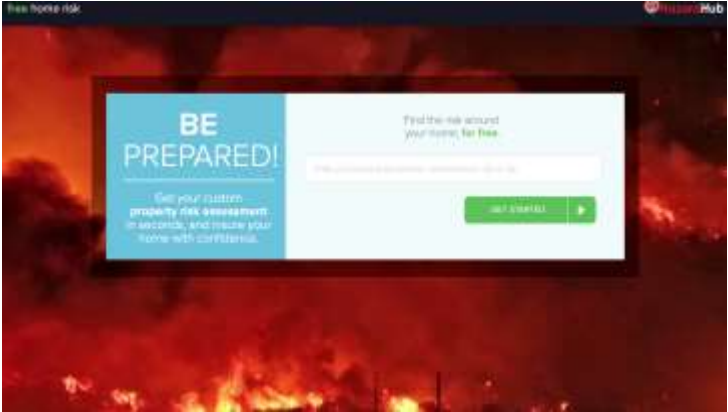 free home risk
HazardHub
BE
PREPARED!
Get your custom
property risk assessment
in seconds, and insure your
home with confidence.
Find the risk around
your home, for free.
GET STARTED